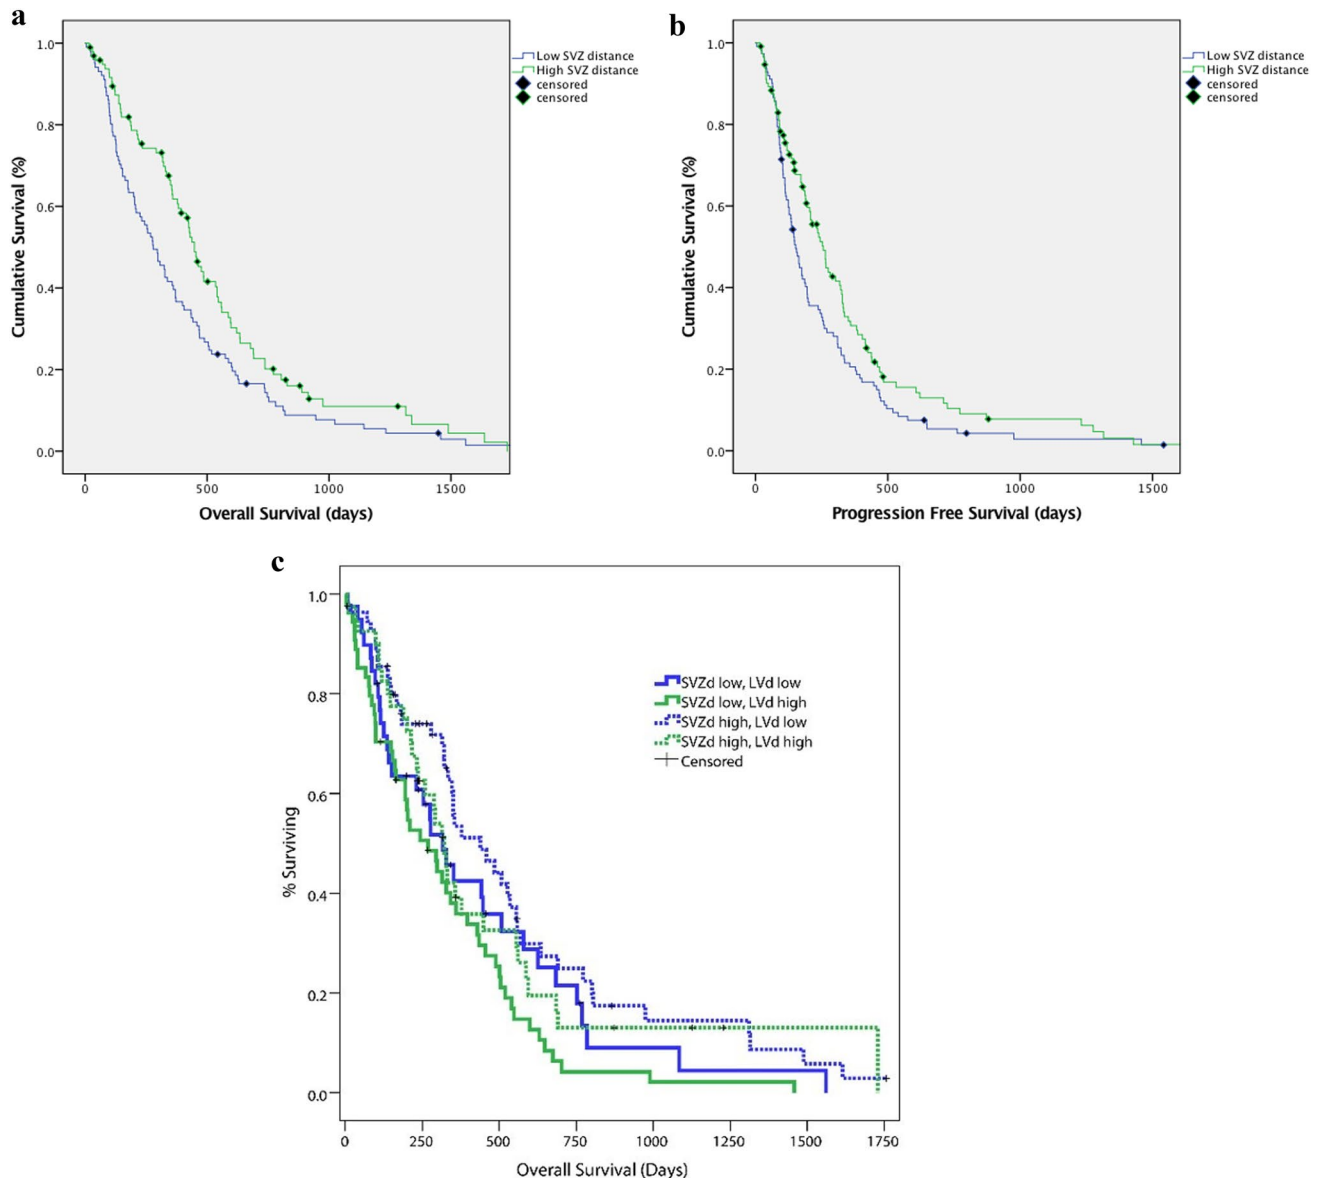 a
1.0
0.8
0.6
0.4
0.2
0.0
Cumulative Survival (%)
0 500 1000 1500
Overall Survival (days)
Low SVZ distance
High SVZ distance
censored
censored
b
1.0
0.8
0.6
0.4
0.2
0.0
Cumulative Survival (%)
0 500 1000 1500
Progression Free Survival (days)
Low SVZ distance
High SVZ distance
censored
censored
c
1.0
0.8
0.6
0.4
0.2
0.0
% Surviving
SVZd low, LVd low
SVZd low, LVd high
SVZd high, LVd low
SVZd high, LVd high
Censored
0 250 500 750 1000 1250 1500 1750
Overall Survival (Days)